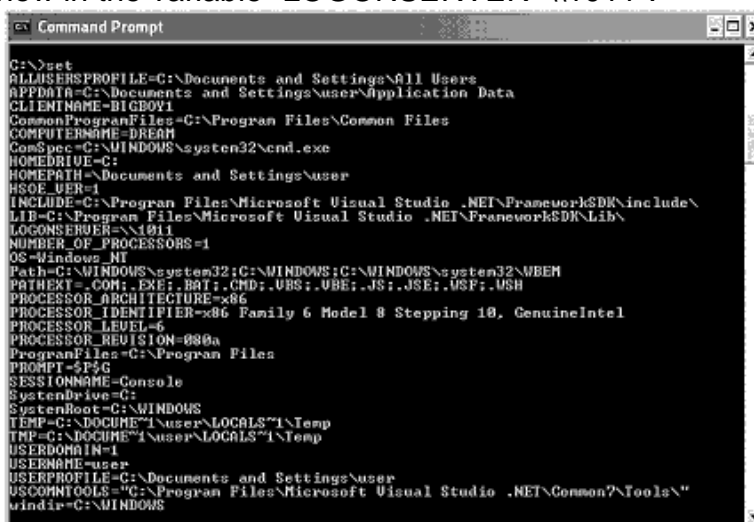 Command Prompt
C:\>set
ALLUSERSPROFILE=C:\Documents and Settings\All Users
APPDATA=C:\Documents and Settings\user\Application Data
CLIENTNAME=BIGBOY1
CommonProgramFiles=C:\Program Files\Common Files
COMPUTERNAME=DREAM
ComSpec=C:\WINDOWS\system32\cmd.exe
HOMEDRIVE=C:
HOMEPATH=\Documents and Settings\user
HSOE_VER=1
INCLUDE=C:\Program Files\Microsoft Visual Studio .NET\FrameworkSDK\include\
LIB=C:\Program Files\Microsoft Visual Studio .NET\FrameworkSDK\Lib\
LOGONSERVER=\\1011
NUMBER_OF_PROCESSORS=1
OS=Windows_NT
Path=C:\WINDOWS\system32;C:\WINDOWS;C:\WINDOWS\system32\WBEM
PATHEXT=.COM;.EXE;.BAT;.CMD;.VBS;.VBE;.JS;.JSE;.WSF;.WSH
PROCESSOR_ARCHITECTURE=x86
PROCESSOR_IDENTIFIER=x86 Family 6 Model 8 Stepping 10, GenuineIntel
PROCESSOR_LEVEL=6
PROCESSOR_REVISION=080a
ProgramFiles=C:\Program Files
PROMPT=$P$G
SESSIONNAME=Console
SystemDrive=C:
SystemRoot=C:\WINDOWS
TEMP=C:\DOCUME~1\user\LOCALS~1\Temp
TMP=C:\DOCUME~1\user\LOCALS~1\Temp
USERDOMAIN=1
USERNAME=user
USERPROFILE=C:\Documents and Settings\user
VSCOMNTOOLS="C:\Program Files\Microsoft Visual Studio .NET\Common7\Tools\"
windir=C:\WINDOWS